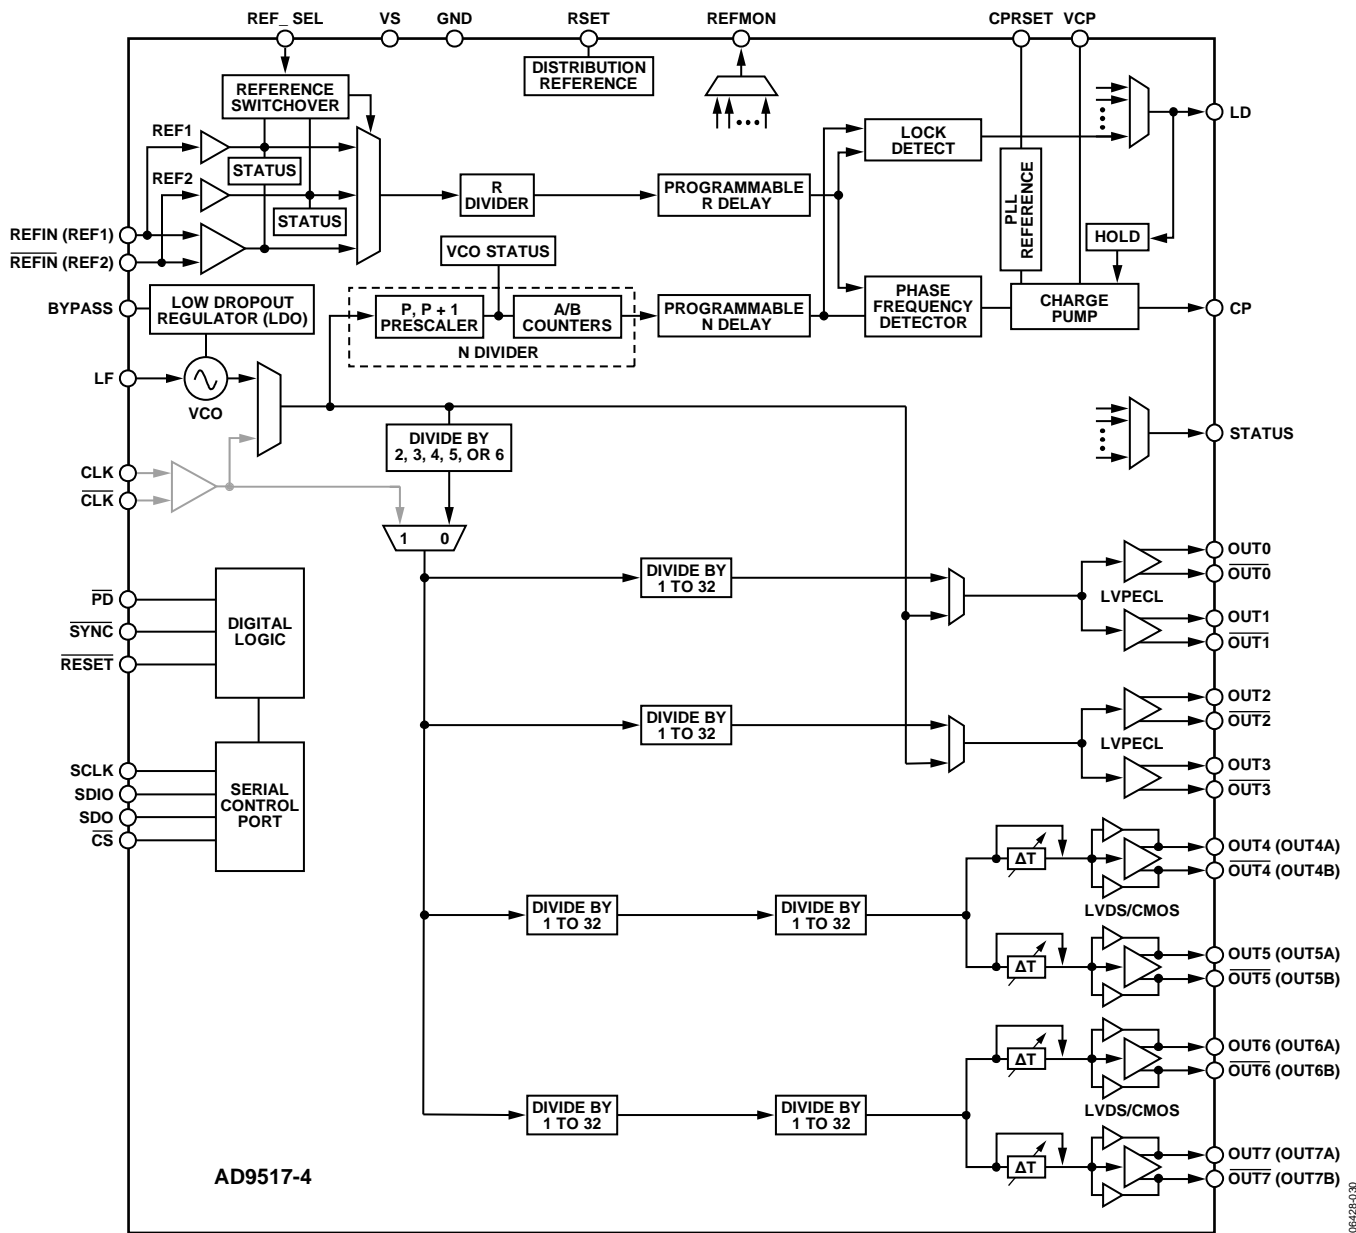 REF_ SEL
VS
GND
RSET
REFMON
CPRSET
VCP
DISTRIBUTION
REFERENCE
REFERENCE
SWITCHOVER
REF1
STATUS
REF2
STATUS
REFIN (REF1)
REFIN (REF2)
R
DIVIDER
PROGRAMMABLE
R DELAY
LOCK
DETECT
PLL
REFERENCE
LD
HOLD
VCO STATUS
BYPASS
LOW DROPOUT
REGULATOR (LDO)
P, P + 1
PRESCALER
A/B
COUNTERS
N DIVIDER
PROGRAMMABLE
N DELAY
PHASE
FREQUENCY
DETECTOR
CHARGE
PUMP
CP
LF
VCO
STATUS
DIVIDE BY
2, 3, 4, 5, OR 6
CLK
CLK
1
0
DIVIDE BY
1 TO 32
LVPECL
OUT0
OUT0
OUT1
OUT1
PD
SYNC
RESET
DIGITAL
LOGIC
DIVIDE BY
1 TO 32
LVPECL
OUT2
OUT2
OUT3
OUT3
SCLK
SDIO
SDO
CS
SERIAL
CONTROL
PORT
DIVIDE BY
1 TO 32
DIVIDE BY
1 TO 32
ΔT
ΔT
LVDS/CMOS
OUT4 (OUT4A)
OUT4 (OUT4B)
OUT5 (OUT5A)
OUT5 (OUT5B)
DIVIDE BY
1 TO 32
DIVIDE BY
1 TO 32
ΔT
ΔT
LVDS/CMOS
OUT6 (OUT6A)
OUT6 (OUT6B)
OUT7 (OUT7A)
OUT7 (OUT7B)
AD9517-4
06428-030